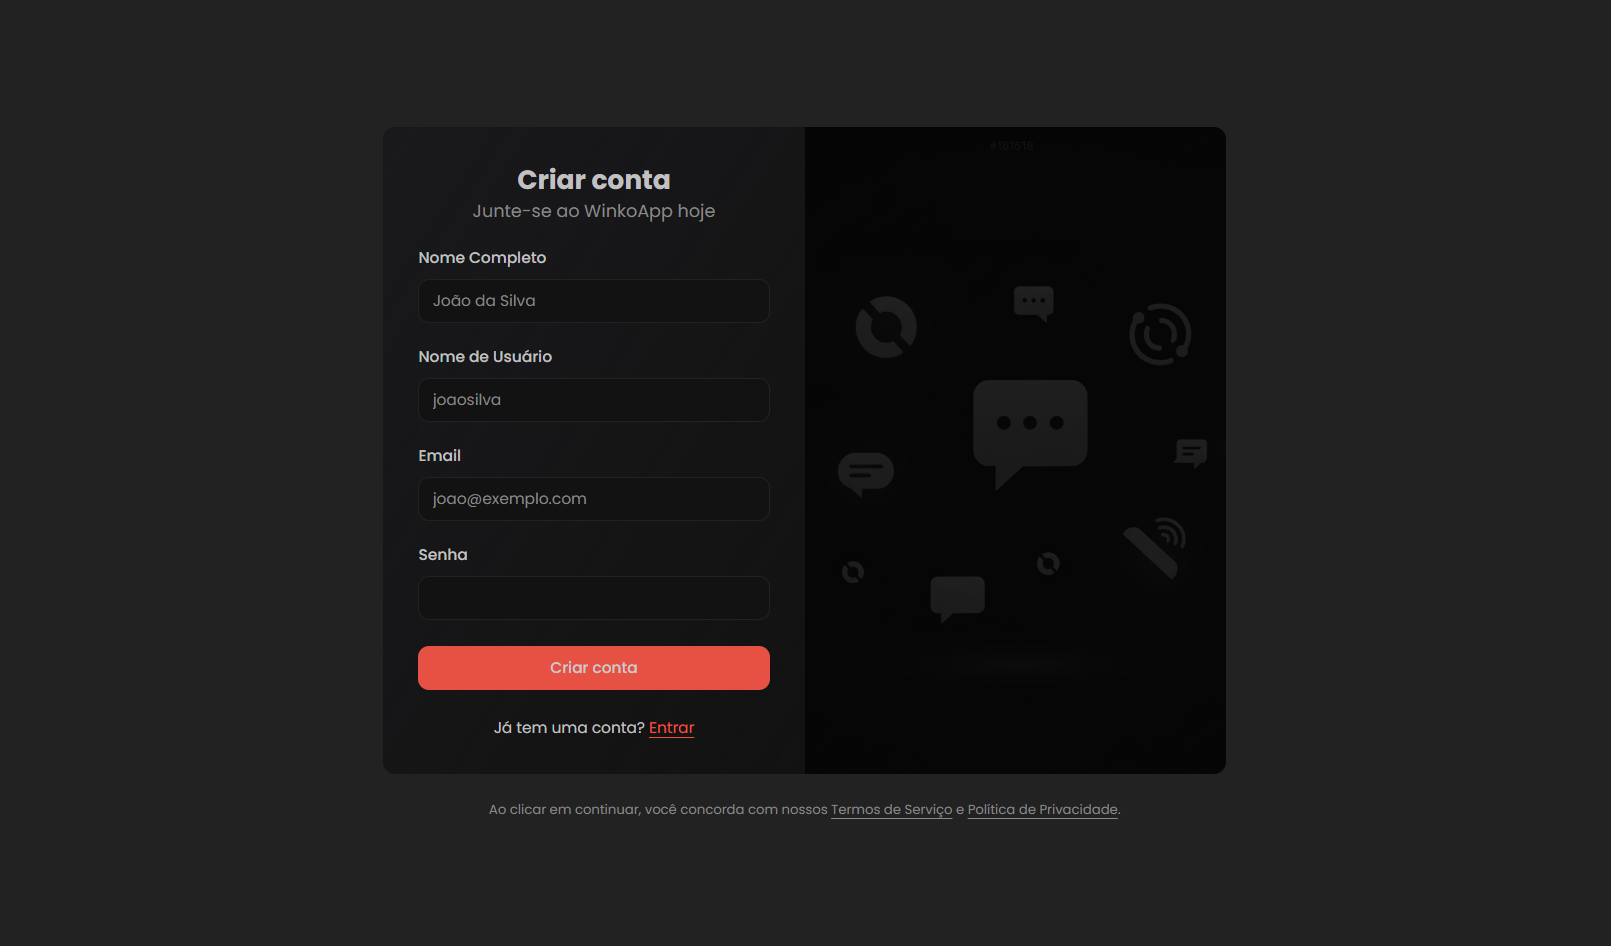 Criar conta
Junte-se ao WinkoApp hoje
Nome Completo
João da Silva
Nome de Usuário
joaosilva
Email
joao@exemplo.com
Senha
Criar conta
Já tem uma conta? Entrar
Ao clicar em continuar, você concorda com nossos Termos de Serviço e Política de Privacidade.